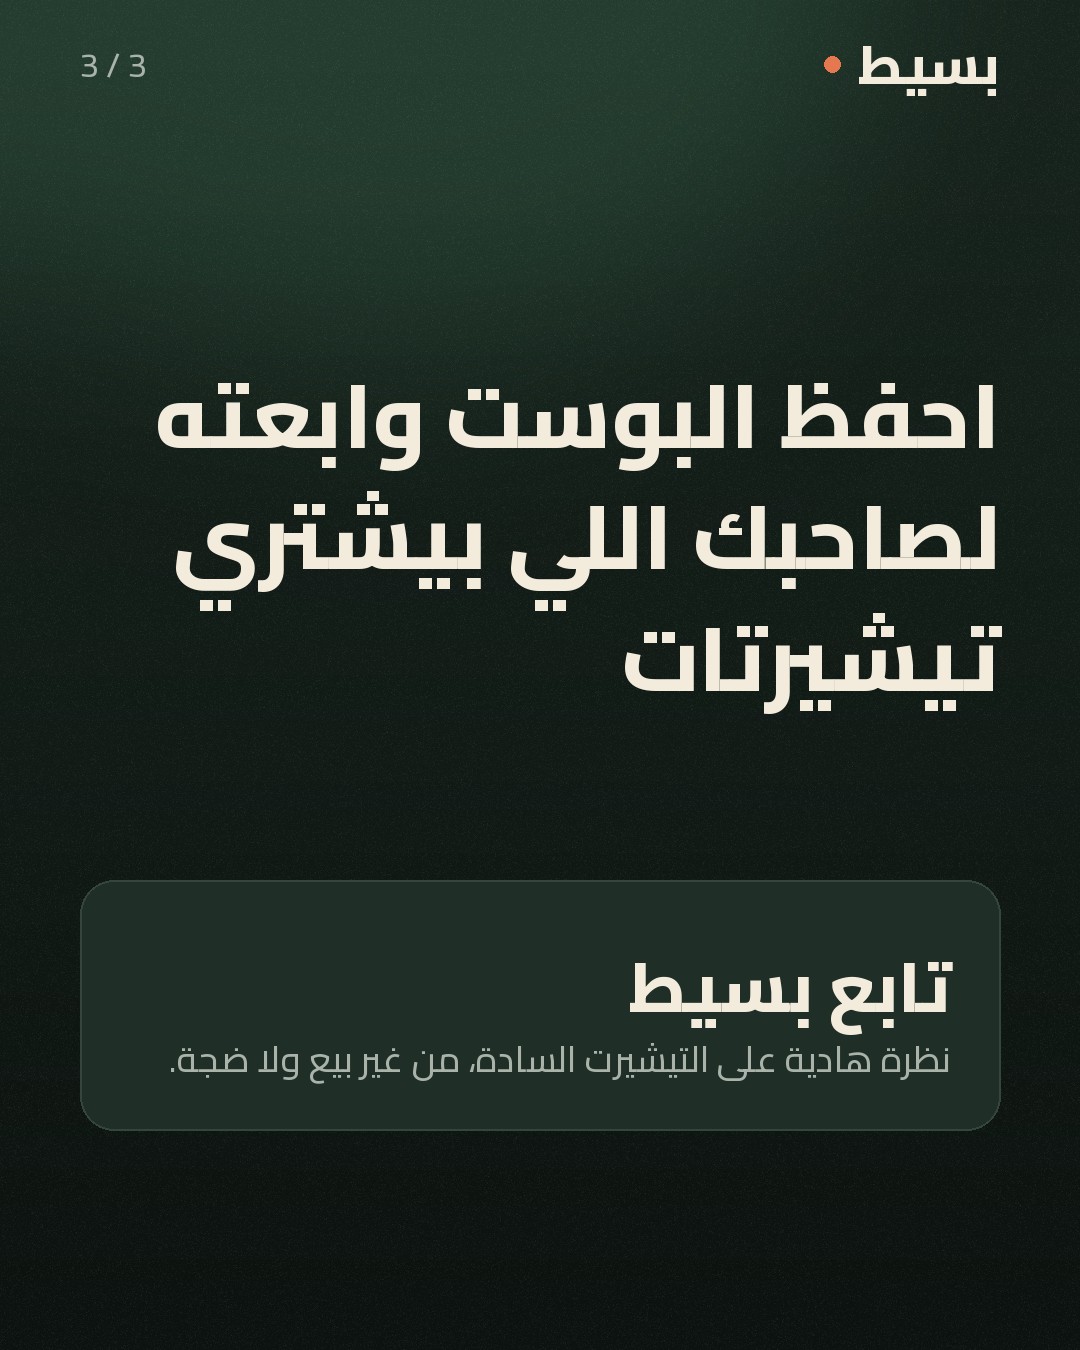 بسيط
3 / 3
احفظ البوست وابعته
لصاحبك اللي بيشتري
تيشيرتات
تابع بسيط
نظرة هادية على التيشيرت السادة، من غير بيع ولا ضجة.